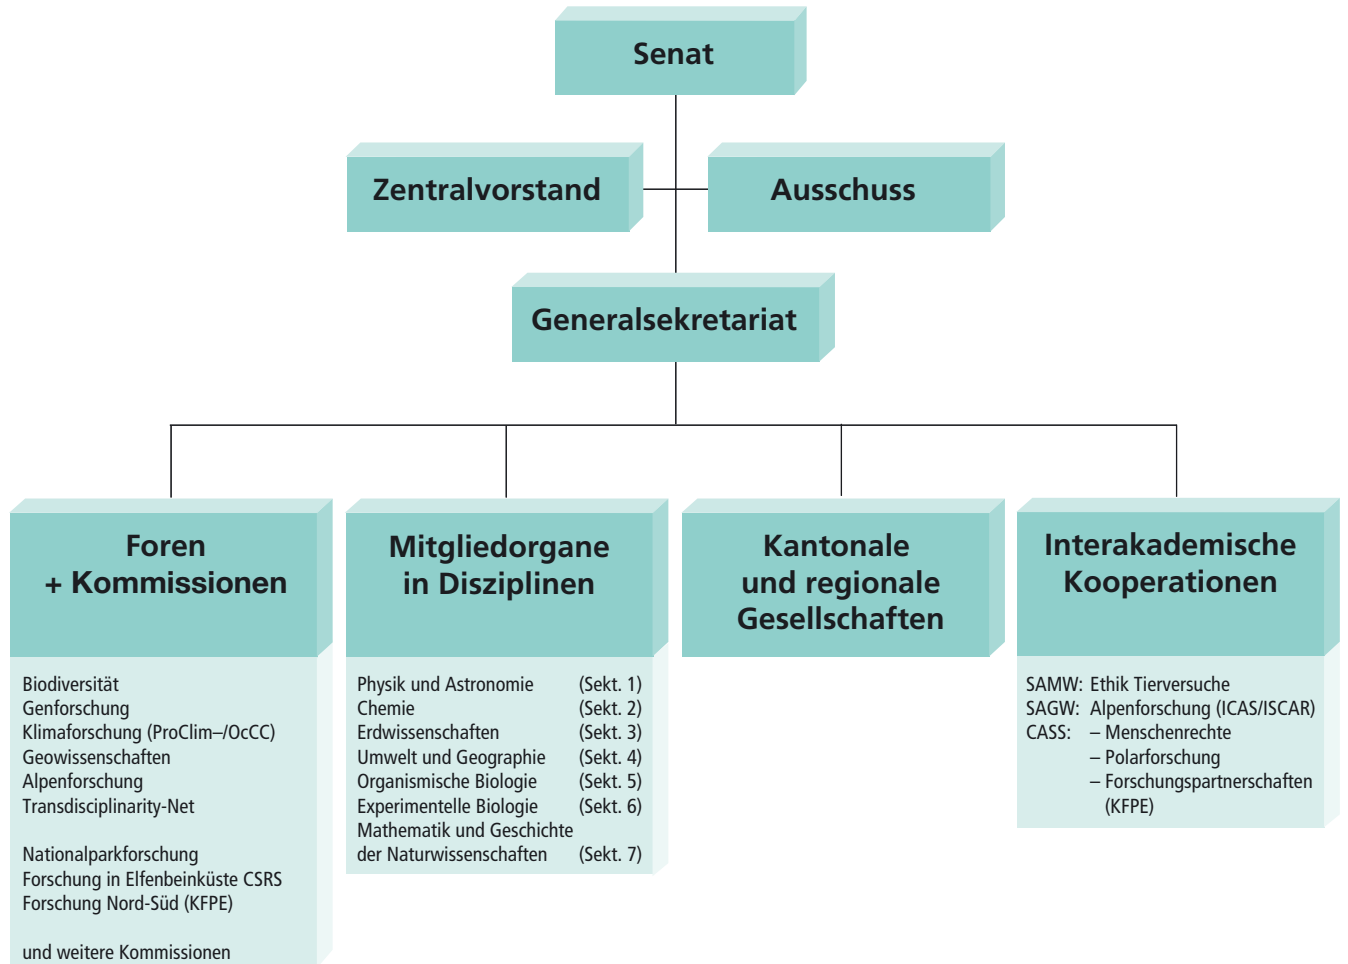 Senat
Zentralvorstand
Ausschuss
Generalsekretariat
Foren
+ Kommissionen
Biodiversität
Genforschung
Klimaforschung (ProClim–/OcCC)
Geowissenschaften
Alpenforschung
Transdisciplinarity-Net
Nationalparkforschung
Forschung in Elfenbeinküste CSRS
Forschung Nord-Süd (KFPE)
und weitere Kommissionen
Mitgliedorgane
in Disziplinen
Physik und Astronomie (Sekt. 1)
Chemie (Sekt. 2)
Erdwissenschaften (Sekt. 3)
Umwelt und Geographie (Sekt. 4)
Organismische Biologie (Sekt. 5)
Experimentelle Biologie (Sekt. 6)
Mathematik und Geschichte
der Naturwissenschaften (Sekt. 7)
Kantonale
und regionale
Gesellschaften
Interakademische
Kooperationen
SAMW: Ethik Tierversuche
SAGW: Alpenforschung (ICAS/ISCAR)
CASS: – Menschenrechte
– Polarforschung
– Forschungspartnerschaften
(KFPE)